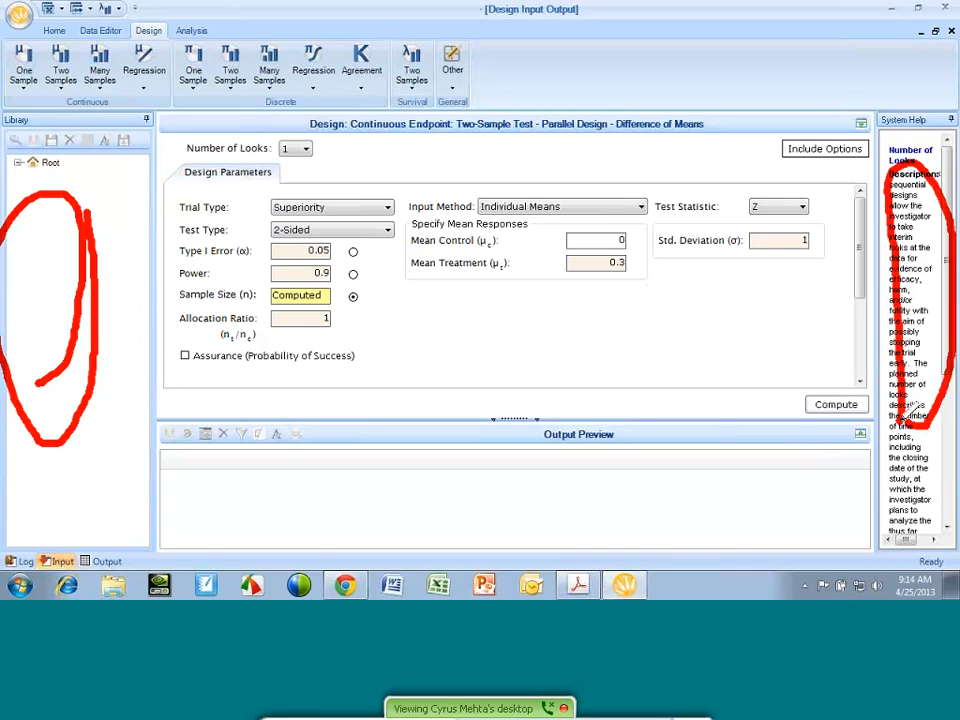 - [Design Input Output]
Home Data Editor Design Analysis
One Sample Two Samples Many Samples Regression One Sample Two Samples Many Samples Regression Agreement Two Samples Other
Continuous Discrete Survival General
Library
Root
Design: Continuous Endpoint: Two-Sample Test - Parallel Design - Difference of Means
Number of Looks: 1
Include Options
Design Parameters
Trial Type: Superiority
Test Type: 2-Sided
Type I Error (α): 0.05
Power: 0.9
Sample Size (n): Computed
Allocation Ratio: 1
(nt/nc)
Assurance (Probability of Success)
Input Method: Individual Means
Specify Mean Responses
Mean Control (μc): 0
Mean Treatment (μt): 0.3
Test Statistic: Z
Std. Deviation (σ): 1
Compute
Output Preview
System Help
Number of
Looks
Description:
sequential
designs
allow the
investigator
to take
interim
looks at the
data for
evidence of
efficacy,
harm,
and/or
futility with
the aim of
possibly
stopping
the trial
early. The
planned
number of
looks
describes
the number
of time
points,
including
the closing
date of the
study, at
which the
investigator
plans to
analyze the
thus far
Log Input Output
Ready
9:14 AM
4/25/2013
Viewing Cyrus Mehta's desktop